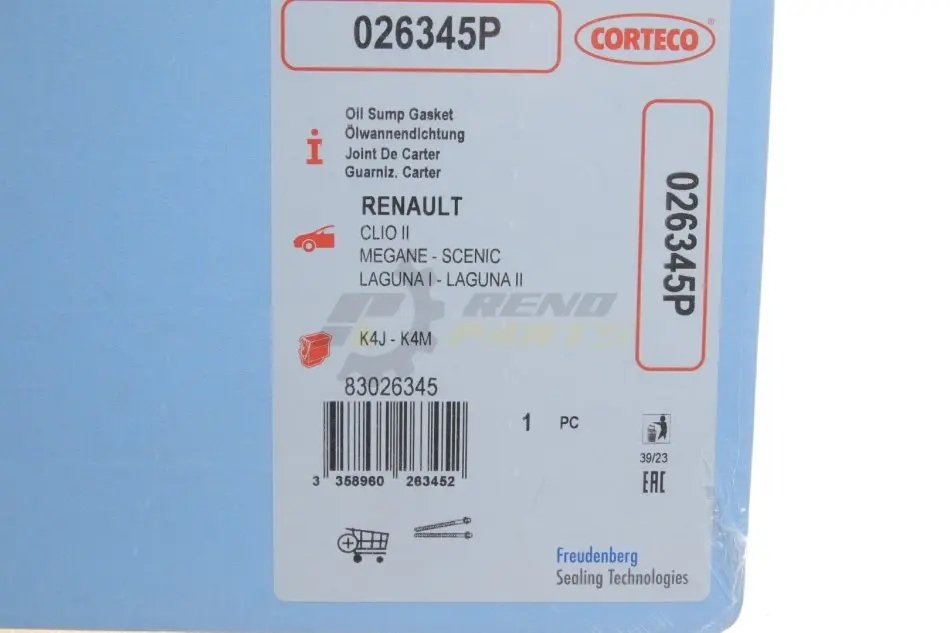 026345P
CORTECO
Oil Sump Gasket
Ölwannendichtung
Joint De Carter
Guarniz. Carter
026345P
RENAULT
CLIO II
MEGANE - SCENIC
LAGUNA I - LAGUNA II
RENO
PARTS
K4J - K4M
83026345
1 PC
3 358960 263452
39/23
EAC
Freudenberg
Sealing Technologies